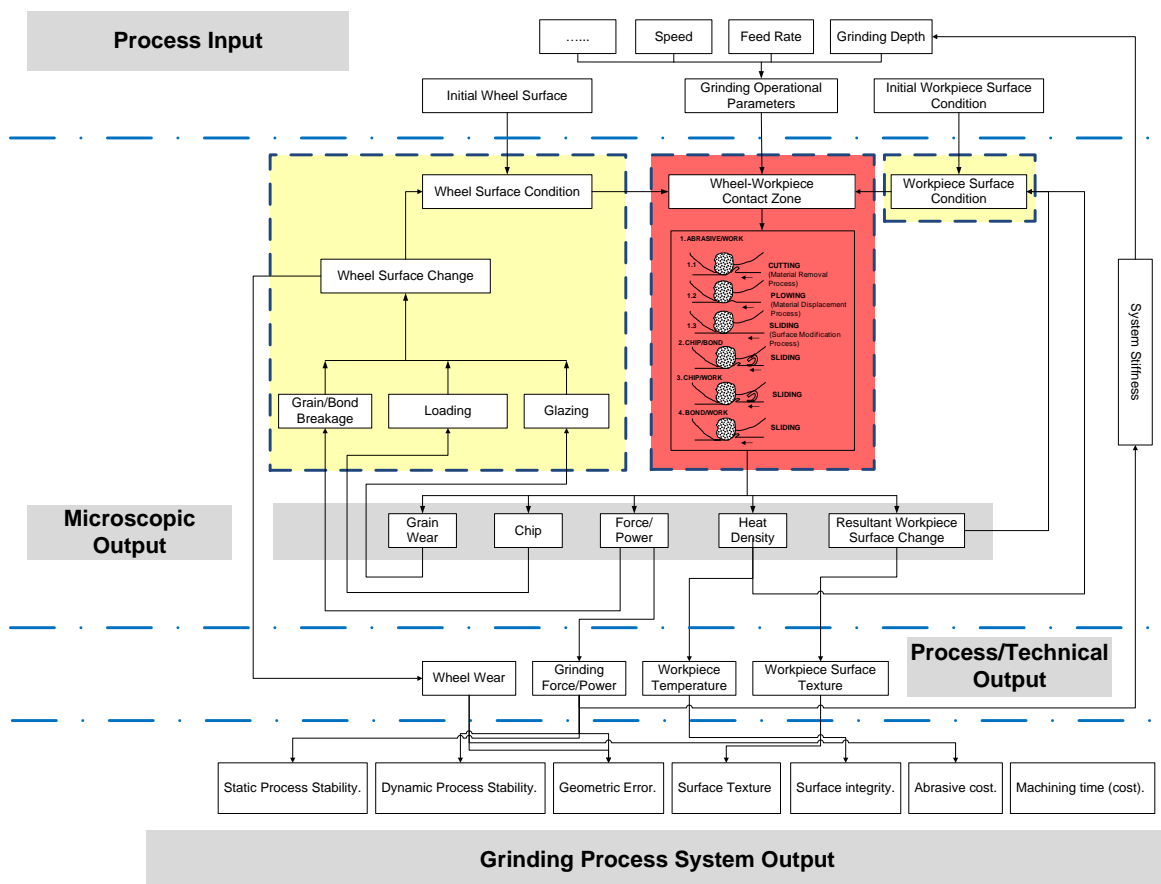 Process Input
…...
Speed
Feed Rate
Grinding Depth
Initial Wheel Surface
Grinding Operational
Parameters
Initial Workpiece Surface
Condition
Wheel Surface Condition
Wheel-Workpiece
Contact Zone
Workpiece Surface
Condition
1. ABRASIVE/WORK
1.1
CUTTING
(Material Removal
Process)
1.2
PLOWING
(Material Displacement
Process)
1.3
SLIDING
(Surface Modification
Process)
2. CHIP/BOND
SLIDING
3. CHIP/WORK
SLIDING
4. BOND/WORK
SLIDING
Wheel Surface Change
Grain/Bond
Breakage
Loading
Glazing
System Stiffness
Microscopic
Output
Grain
Wear
Chip
Force/
Power
Heat
Density
Resultant Workpiece
Surface Change
Process/Technical
Output
Wheel Wear
Grinding
Force/Power
Workpiece
Temperature
Workpiece Surface
Texture
Static Process Stability.
Dynamic Process Stability.
Geometric Error.
Surface Texture
Surface integrity.
Abrasive cost.
Machining time (cost).
Grinding Process System Output